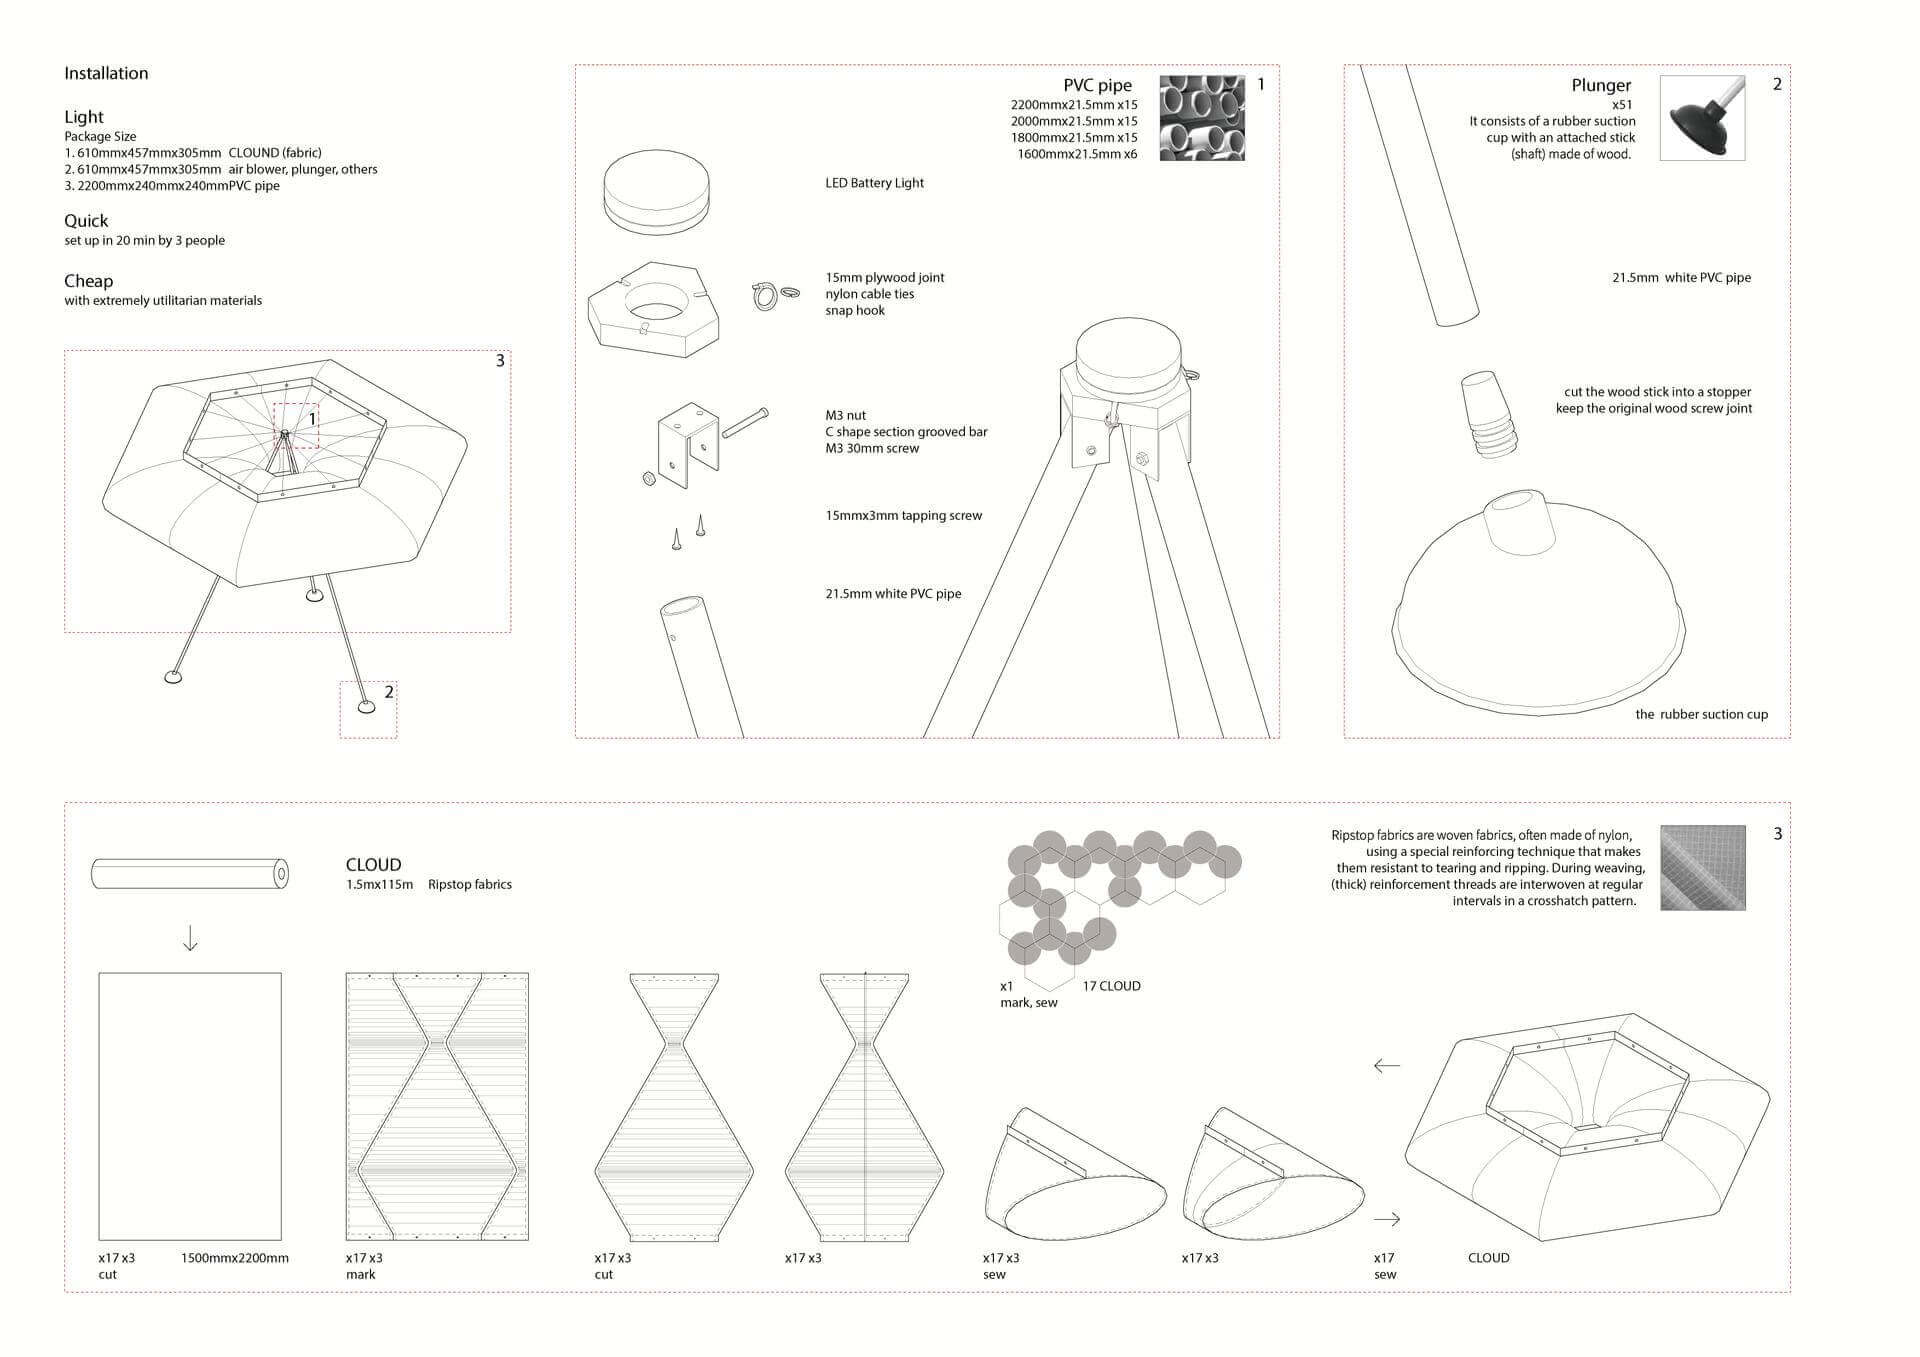 Installation
Light
Package Size
1. 610mmx457mmx305mm CLOUND (fabric)
2. 610mmx457mmx305mm air blower, plunger, others
3. 2200mmx240mmx240mmPVC pipe
Quick
set up in 20 min by 3 people
Cheap
with extremely utilitarian materials
3
1
2
PVC pipe
1
2200mmx21.5mm x15
2000mmx21.5mm x15
1800mmx21.5mm x15
1600mmx21.5mm x6
LED Battery Light
15mm plywood joint
nylon cable ties
snap hook
M3 nut
C shape section grooved bar
M3 30mm screw
15mmx3mm tapping screw
21.5mm white PVC pipe
Plunger
2
x51
It consists of a rubber suction
cup with an attached stick
(shaft) made of wood.
21.5mm white PVC pipe
cut the wood stick into a stopper
keep the original wood screw joint
the rubber suction cup
CLOUD
1.5mx115m Ripstop fabrics
x1
mark, sew
17 CLOUD
Ripstop fabrics are woven fabrics, often made of nylon,
using a special reinforcing technique that makes
them resistant to tearing and ripping. During weaving,
(thick) reinforcement threads are interwoven at regular
intervals in a crosshatch pattern.
3
x17 x3 1500mmx2200mm
cut
x17 x3
mark
x17 x3
cut
x17 x3
x17 x3
sew
x17 x3
x17
sew
CLOUD